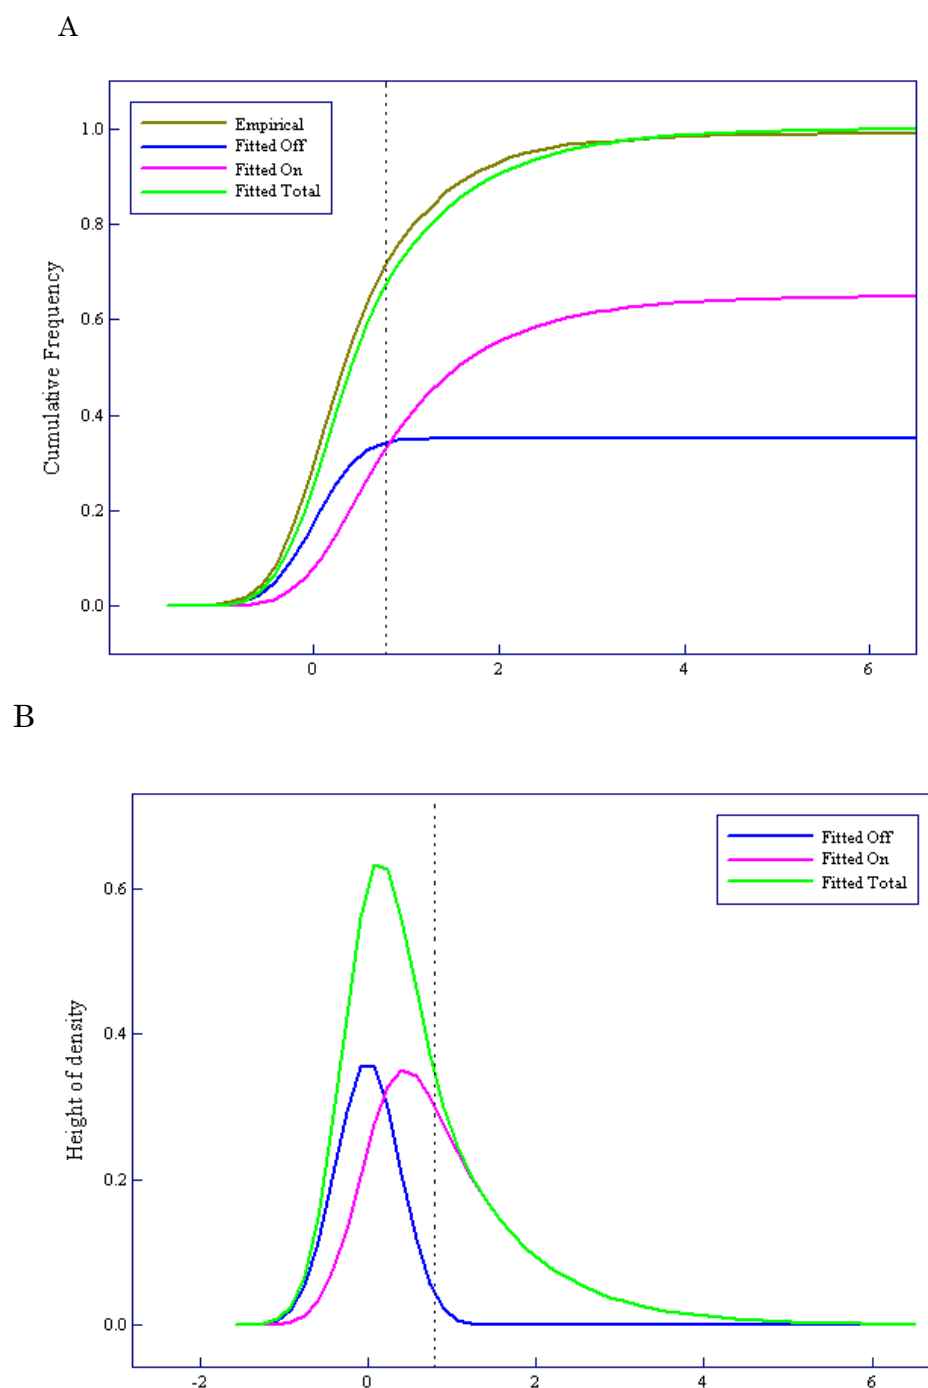 A
Empirical
Fitted Off
Fitted On
Fitted Total
1.0
0.8
0.6
0.4
0.2
0.0
Cumulative Frequency
0 2 4 6
B
Fitted Off
Fitted On
Fitted Total
0.6
0.4
0.2
0.0
Height of density
-2 0 2 4 6